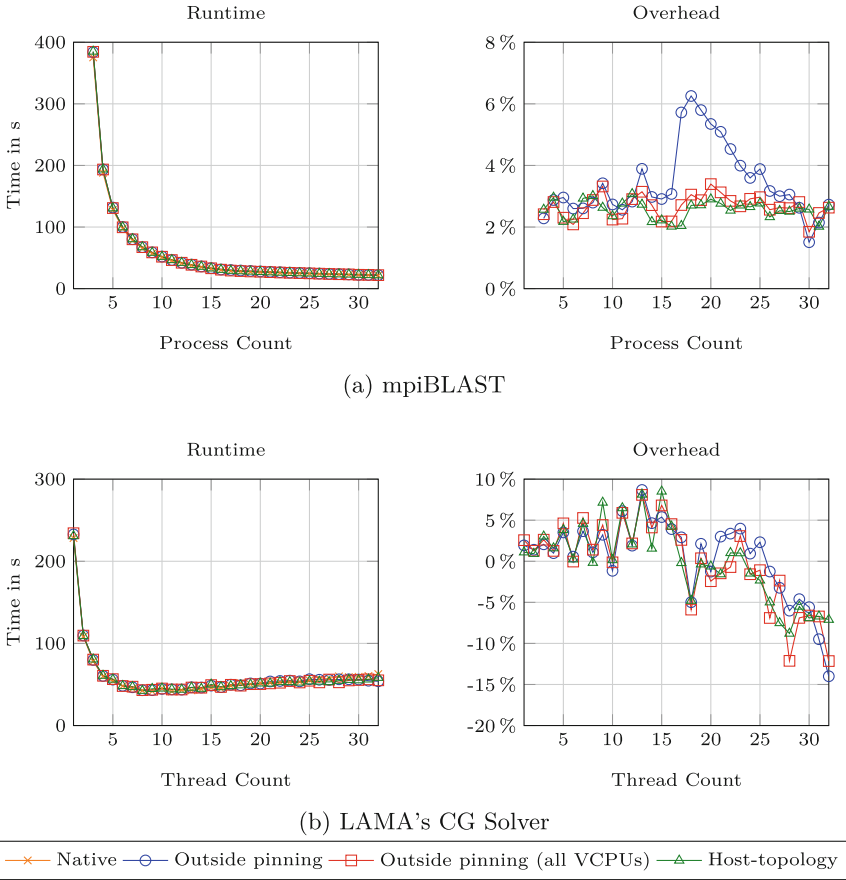 Runtime
Overhead
400
300
200
100
0
Time in s
5 10 15 20 25 30
Process Count
8 %
6 %
4 %
2 %
0 %
5 10 15 20 25 30
Process Count
(a) mpiBLAST
Runtime
Overhead
300
200
100
0
Time in s
5 10 15 20 25 30
Thread Count
10 %
5 %
0 %
-5 %
-10 %
-15 %
-20 %
5 10 15 20 25 30
Thread Count
(b) LAMA's CG Solver
Native Outside pinning Outside pinning (all VCPUs) Host-topology